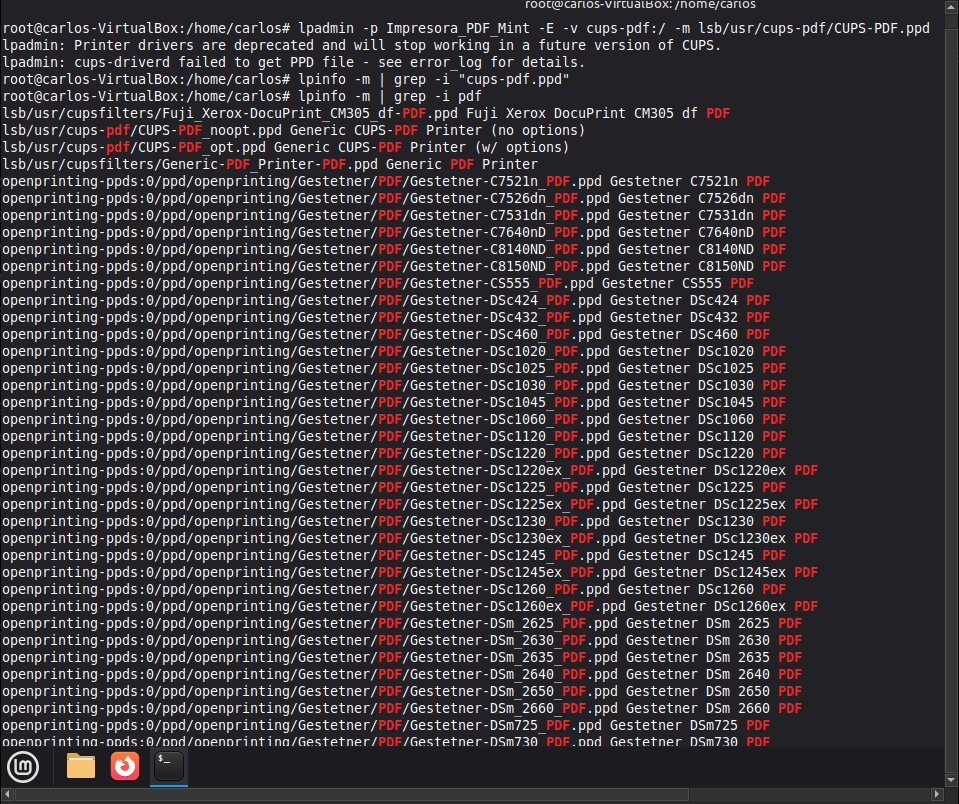 root@carlos-VirtualBox:/home/carlos
root@carlos-VirtualBox:/home/carlos# lpadmin -p Impresora_PDF_Mint -E -v cups-pdf:/ -m lsb/usr/cups-pdf/CUPS-PDF.ppd
lpadmin: Printer drivers are deprecated and will stop working in a future version of CUPS.
lpadmin: cups-driverd failed to get PPD file - see error_log for details.
root@carlos-VirtualBox:/home/carlos# lpinfo -m | grep -i "cups-pdf.ppd"
root@carlos-VirtualBox:/home/carlos# lpinfo -m | grep -i pdf
lsb/usr/cupsfilters/Fuji_Xerox-DocuPrint_CM305_df-PDF.ppd Fuji Xerox DocuPrint CM305 df PDF
lsb/usr/cups-pdf/CUPS-PDF_noopt.ppd Generic CUPS-PDF Printer (no options)
lsb/usr/cups-pdf/CUPS-PDF_opt.ppd Generic CUPS-PDF Printer (w/ options)
lsb/usr/cupsfilters/Generic-PDF_Printer-PDF.ppd Generic PDF Printer
openprinting-ppds:0/ppd/openprinting/Gestetner/PDF/Gestetner-C7521n_PDF.ppd Gestetner C7521n PDF
openprinting-ppds:0/ppd/openprinting/Gestetner/PDF/Gestetner-C7526dn_PDF.ppd Gestetner C7526dn PDF
openprinting-ppds:0/ppd/openprinting/Gestetner/PDF/Gestetner-C7531dn_PDF.ppd Gestetner C7531dn PDF
openprinting-ppds:0/ppd/openprinting/Gestetner/PDF/Gestetner-C7640nD_PDF.ppd Gestetner C7640nD PDF
openprinting-ppds:0/ppd/openprinting/Gestetner/PDF/Gestetner-C8140ND_PDF.ppd Gestetner C8140ND PDF
openprinting-ppds:0/ppd/openprinting/Gestetner/PDF/Gestetner-C8150ND_PDF.ppd Gestetner C8150ND PDF
openprinting-ppds:0/ppd/openprinting/Gestetner/PDF/Gestetner-CS555_PDF.ppd Gestetner CS555 PDF
openprinting-ppds:0/ppd/openprinting/Gestetner/PDF/Gestetner-DSc424_PDF.ppd Gestetner DSc424 PDF
openprinting-ppds:0/ppd/openprinting/Gestetner/PDF/Gestetner-DSc432_PDF.ppd Gestetner DSc432 PDF
openprinting-ppds:0/ppd/openprinting/Gestetner/PDF/Gestetner-DSc460_PDF.ppd Gestetner DSc460 PDF
openprinting-ppds:0/ppd/openprinting/Gestetner/PDF/Gestetner-DSc1020_PDF.ppd Gestetner DSc1020 PDF
openprinting-ppds:0/ppd/openprinting/Gestetner/PDF/Gestetner-DSc1025_PDF.ppd Gestetner DSc1025 PDF
openprinting-ppds:0/ppd/openprinting/Gestetner/PDF/Gestetner-DSc1030_PDF.ppd Gestetner DSc1030 PDF
openprinting-ppds:0/ppd/openprinting/Gestetner/PDF/Gestetner-DSc1045_PDF.ppd Gestetner DSc1045 PDF
openprinting-ppds:0/ppd/openprinting/Gestetner/PDF/Gestetner-DSc1060_PDF.ppd Gestetner DSc1060 PDF
openprinting-ppds:0/ppd/openprinting/Gestetner/PDF/Gestetner-DSc1120_PDF.ppd Gestetner DSc1120 PDF
openprinting-ppds:0/ppd/openprinting/Gestetner/PDF/Gestetner-DSc1220_PDF.ppd Gestetner DSc1220 PDF
openprinting-ppds:0/ppd/openprinting/Gestetner/PDF/Gestetner-DSc1220ex_PDF.ppd Gestetner DSc1220ex PDF
openprinting-ppds:0/ppd/openprinting/Gestetner/PDF/Gestetner-DSc1225_PDF.ppd Gestetner DSc1225 PDF
openprinting-ppds:0/ppd/openprinting/Gestetner/PDF/Gestetner-DSc1225ex_PDF.ppd Gestetner DSc1225ex PDF
openprinting-ppds:0/ppd/openprinting/Gestetner/PDF/Gestetner-DSc1230_PDF.ppd Gestetner DSc1230 PDF
openprinting-ppds:0/ppd/openprinting/Gestetner/PDF/Gestetner-DSc1230ex_PDF.ppd Gestetner DSc1230ex PDF
openprinting-ppds:0/ppd/openprinting/Gestetner/PDF/Gestetner-DSc1245_PDF.ppd Gestetner DSc1245 PDF
openprinting-ppds:0/ppd/openprinting/Gestetner/PDF/Gestetner-DSc1245ex_PDF.ppd Gestetner DSc1245ex PDF
openprinting-ppds:0/ppd/openprinting/Gestetner/PDF/Gestetner-DSc1260_PDF.ppd Gestetner DSc1260 PDF
openprinting-ppds:0/ppd/openprinting/Gestetner/PDF/Gestetner-DSc1260ex_PDF.ppd Gestetner DSc1260ex PDF
openprinting-ppds:0/ppd/openprinting/Gestetner/PDF/Gestetner-DSm_2625_PDF.ppd Gestetner DSm 2625 PDF
openprinting-ppds:0/ppd/openprinting/Gestetner/PDF/Gestetner-DSm_2630_PDF.ppd Gestetner DSm 2630 PDF
openprinting-ppds:0/ppd/openprinting/Gestetner/PDF/Gestetner-DSm_2635_PDF.ppd Gestetner DSm 2635 PDF
openprinting-ppds:0/ppd/openprinting/Gestetner/PDF/Gestetner-DSm_2640_PDF.ppd Gestetner DSm 2640 PDF
openprinting-ppds:0/ppd/openprinting/Gestetner/PDF/Gestetner-DSm_2650_PDF.ppd Gestetner DSm 2650 PDF
openprinting-ppds:0/ppd/openprinting/Gestetner/PDF/Gestetner-DSm_2660_PDF.ppd Gestetner DSm 2660 PDF
openprinting-ppds:0/ppd/openprinting/Gestetner/PDF/Gestetner-DSm725_PDF.ppd Gestetner DSm725 PDF
openprinting-ppds:0/ppd/openprinting/Gestetner/PDF/Gestetner-DSm730_PDF.ppd Gestetner DSm730 PDF
$_